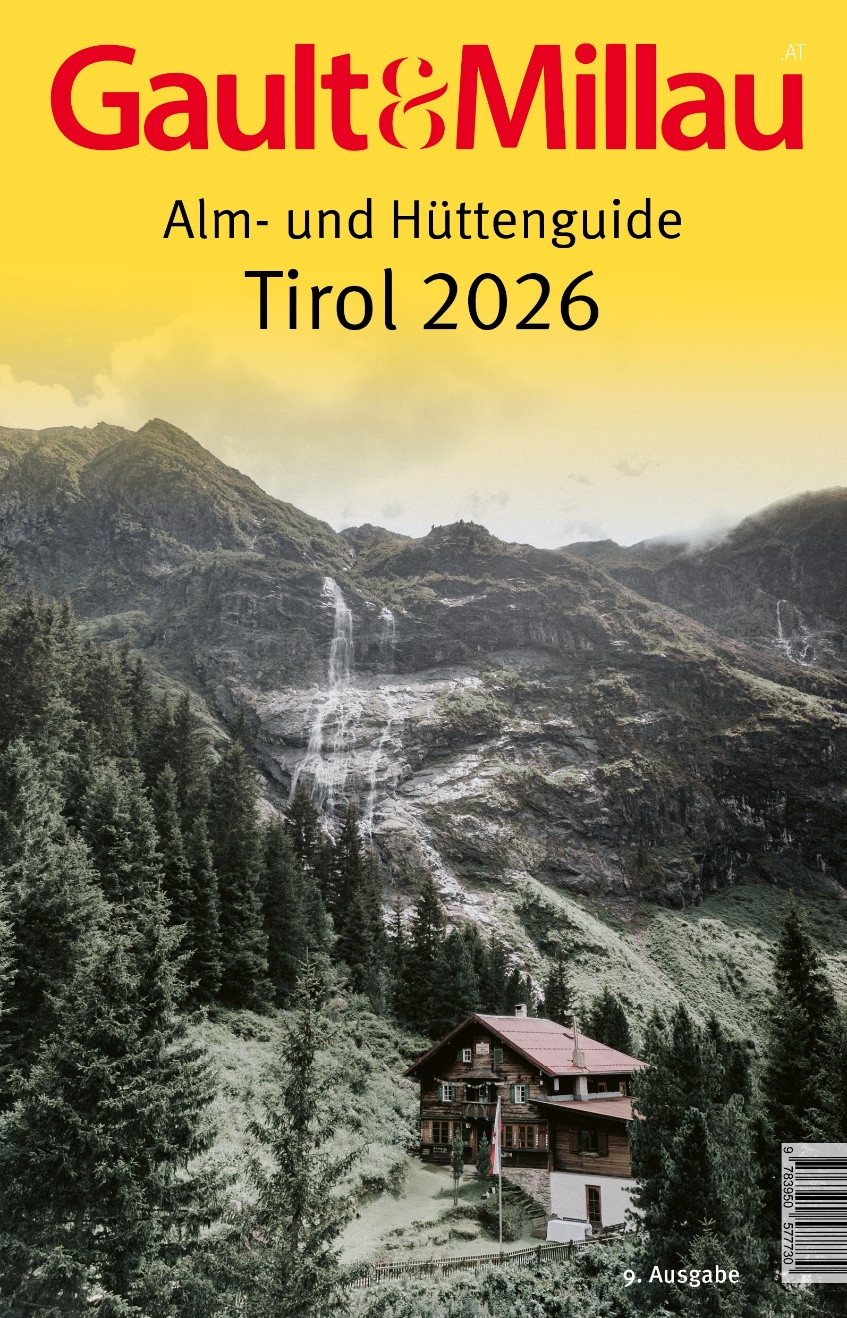 .AT
Gault&Millau
Alm- und Hüttenguide
Tirol 2026
9. Ausgabe
9 783950 577730